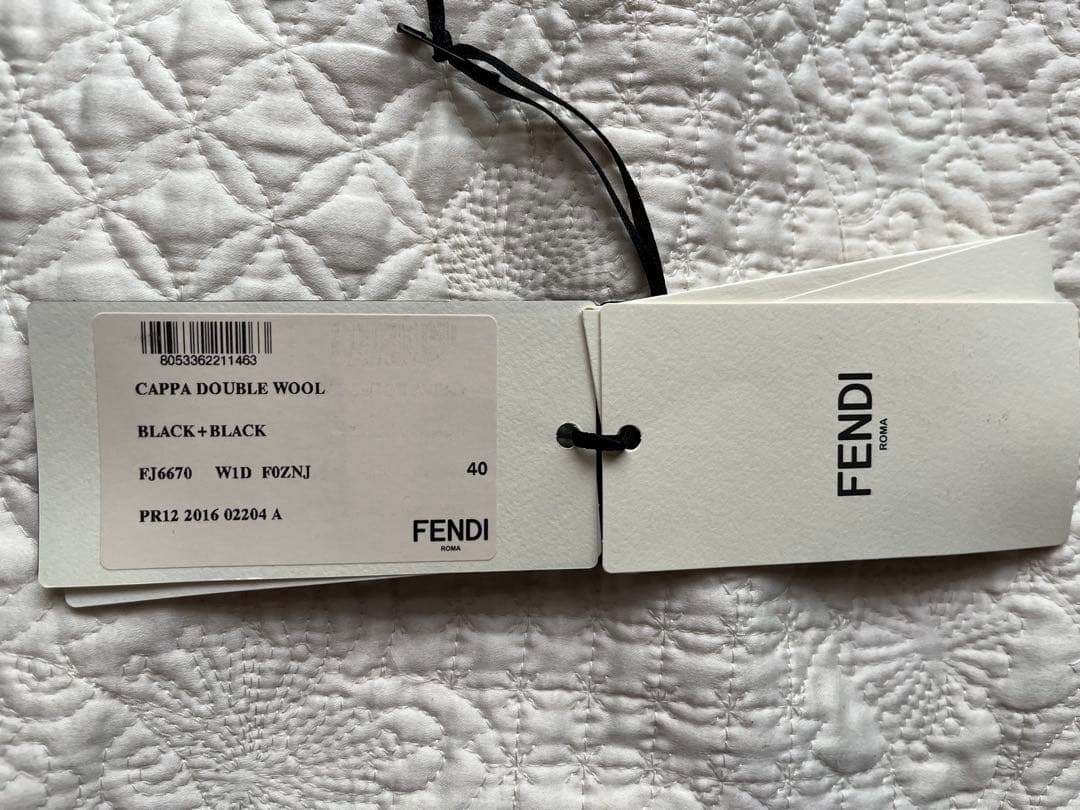 8053362211463
CAPPA DOUBLE WOOL
BLACK+BLACK
FJ6670 W1D F0ZNJ
40
PR12 2016 02204 A
FENDI
ROMA
FENDI
ROMA